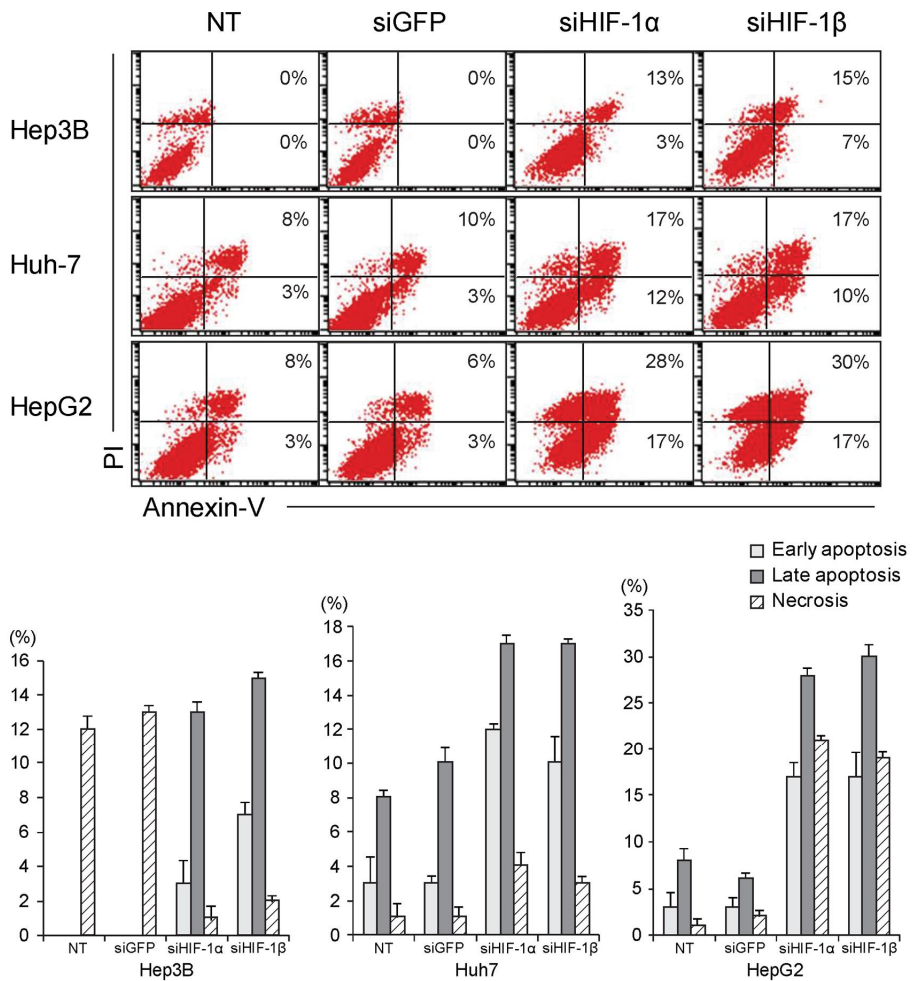 NT siGFP siHIF-1α siHIF-1β
Hep3B
0% 0% 13% 15%
0% 0% 3% 7%
Huh-7
8% 10% 17% 17%
3% 3% 12% 10%
HepG2
8% 6% 28% 30%
3% 3% 17% 17%
PI
Annexin-V
Early apoptosis
Late apoptosis
Necrosis
(%)
16
14
12
10
8
6
4
2
0
NT siGFP siHIF-1α siHIF-1β
Hep3B
(%)
18
16
14
12
10
8
6
4
2
0
NT siGFP siHIF-1α siHIF-1β
Huh7
(%)
35
30
25
20
15
10
5
0
NT siGFP siHIF-1α siHIF-1β
HepG2